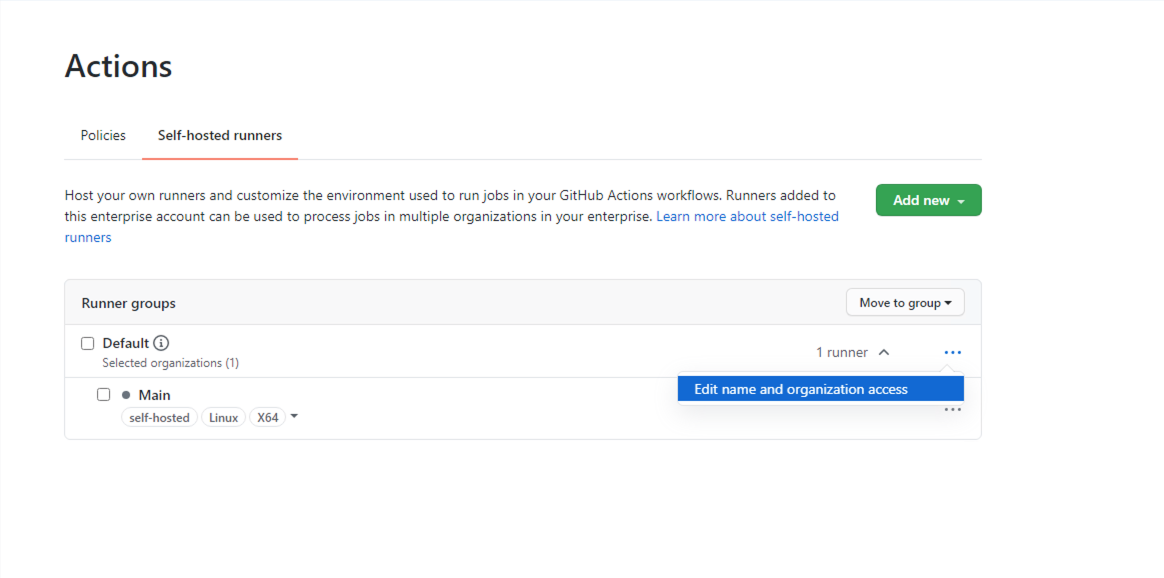 Actions
Policies
Self-hosted runners
Host your own runners and customize the environment used to run jobs in your GitHub Actions workflows. Runners added to
this enterprise account can be used to process jobs in multiple organizations in your enterprise. Learn more about self-hosted
runners
Add new
Runner groups
Move to group
Default
Selected organizations (1)
1 runner
Edit name and organization access
Main
self-hosted
Linux
X64